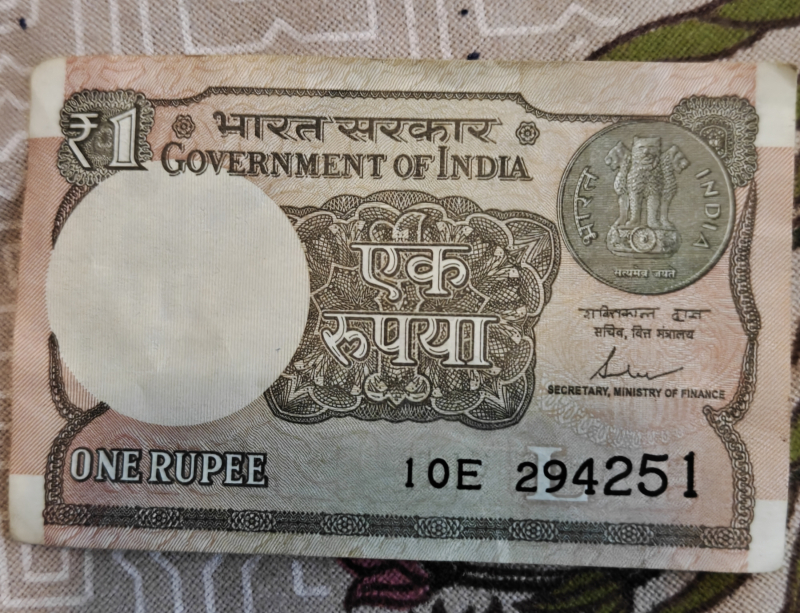 ₹1
भारत सरकार
GOVERNMENT OF INDIA
भारत
INDIA
सत्यमेव जयते
एक
रुपया
शक्तिकान्त दास
सचिव, वित्त मंत्रालय
SECRETARY, MINISTRY OF FINANCE
ONE RUPEE
10E 294251
L